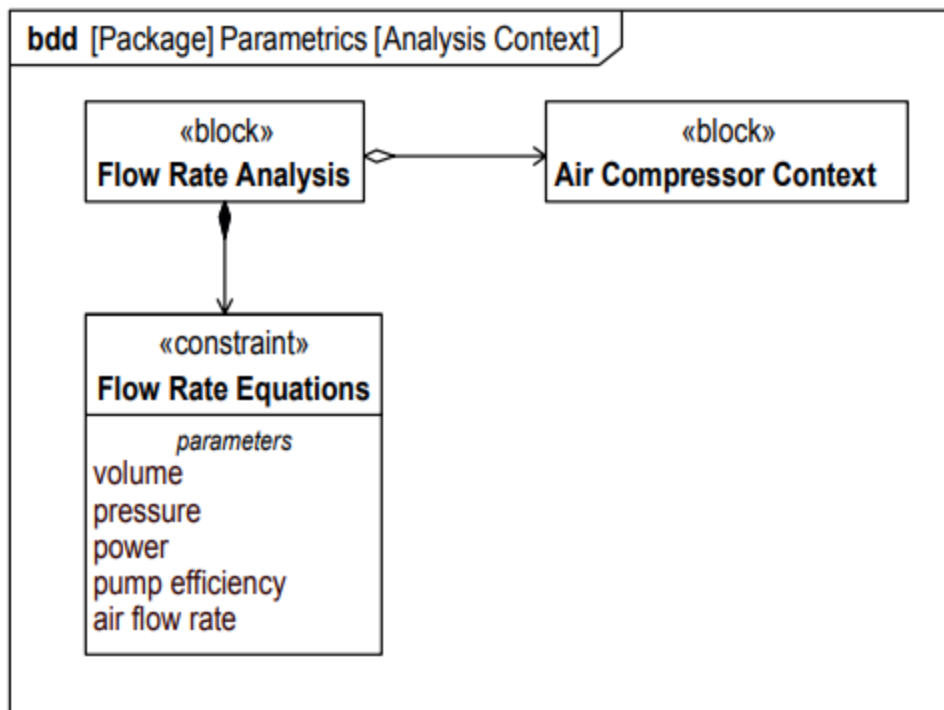 bdd [Package] Parametrics [Analysis Context]
«block»
Flow Rate Analysis
«block»
Air Compressor Context
«constraint»
Flow Rate Equations
parameters
volume
pressure
power
pump efficiency
air flow rate